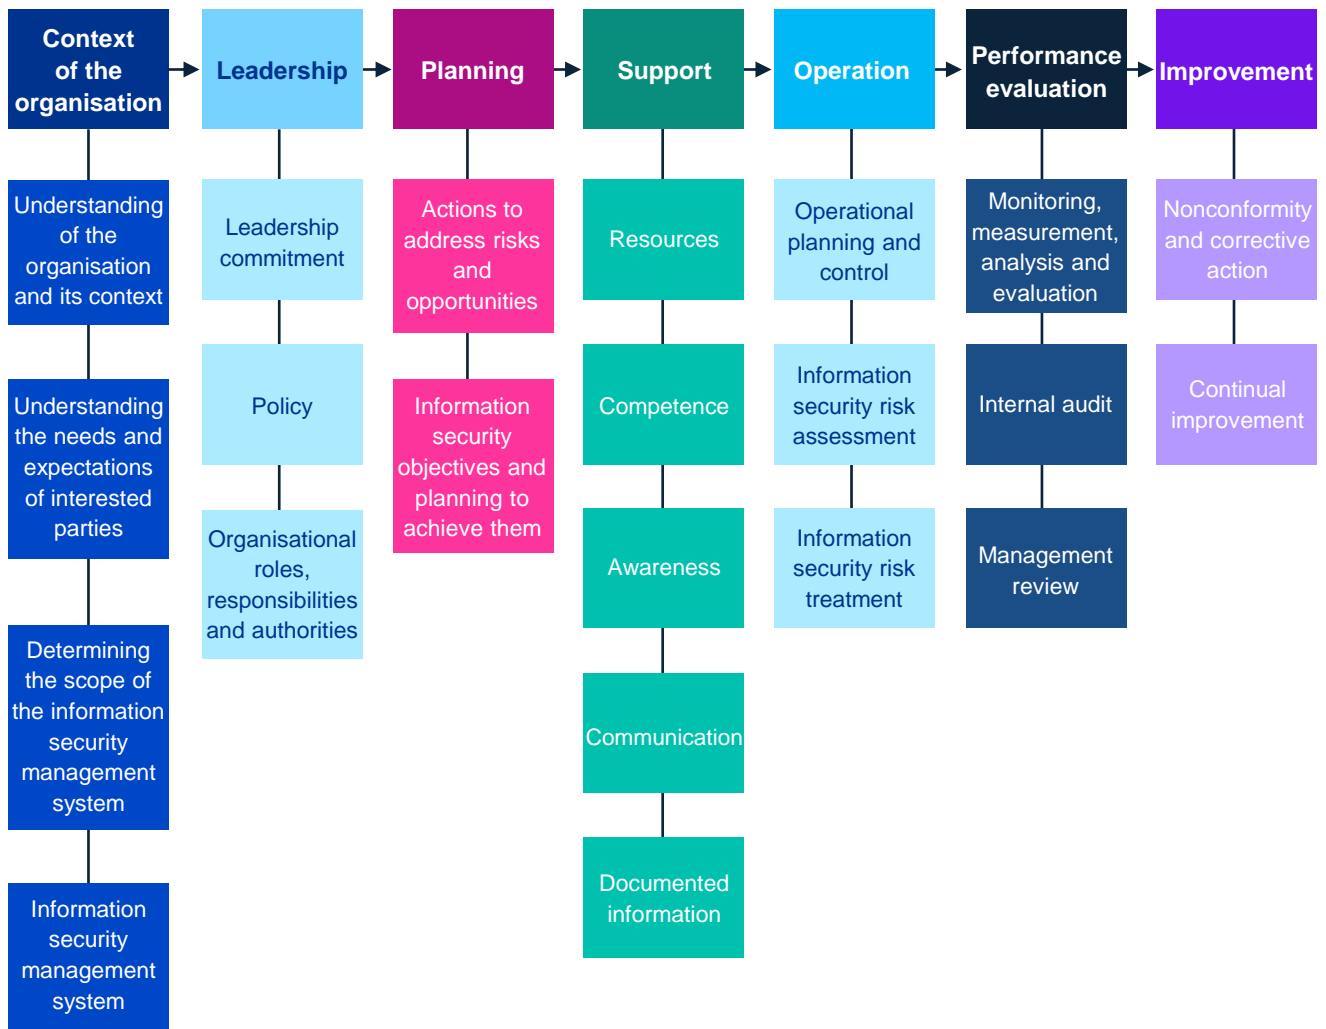 Context
of the
organisation
Leadership
Planning
Support
Operation
Performance
evaluation
Improvement
Understanding
of the
organisation
and its context
Understanding
the needs and
expectations
of interested
parties
Determining
the scope of
the information
security
management
system
Information
security
management
system
Leadership
commitment
Policy
Organisational
roles,
responsibilities
and authorities
Actions to
address risks
and
opportunities
Information
security
objectives and
planning to
achieve them
Resources
Competence
Awareness
Communication
Documented
information
Operational
planning and
control
Information
security risk
assessment
Information
security risk
treatment
Monitoring,
measurement,
analysis and
evaluation
Internal audit
Management
review
Nonconformity
and corrective
action
Continual
improvement